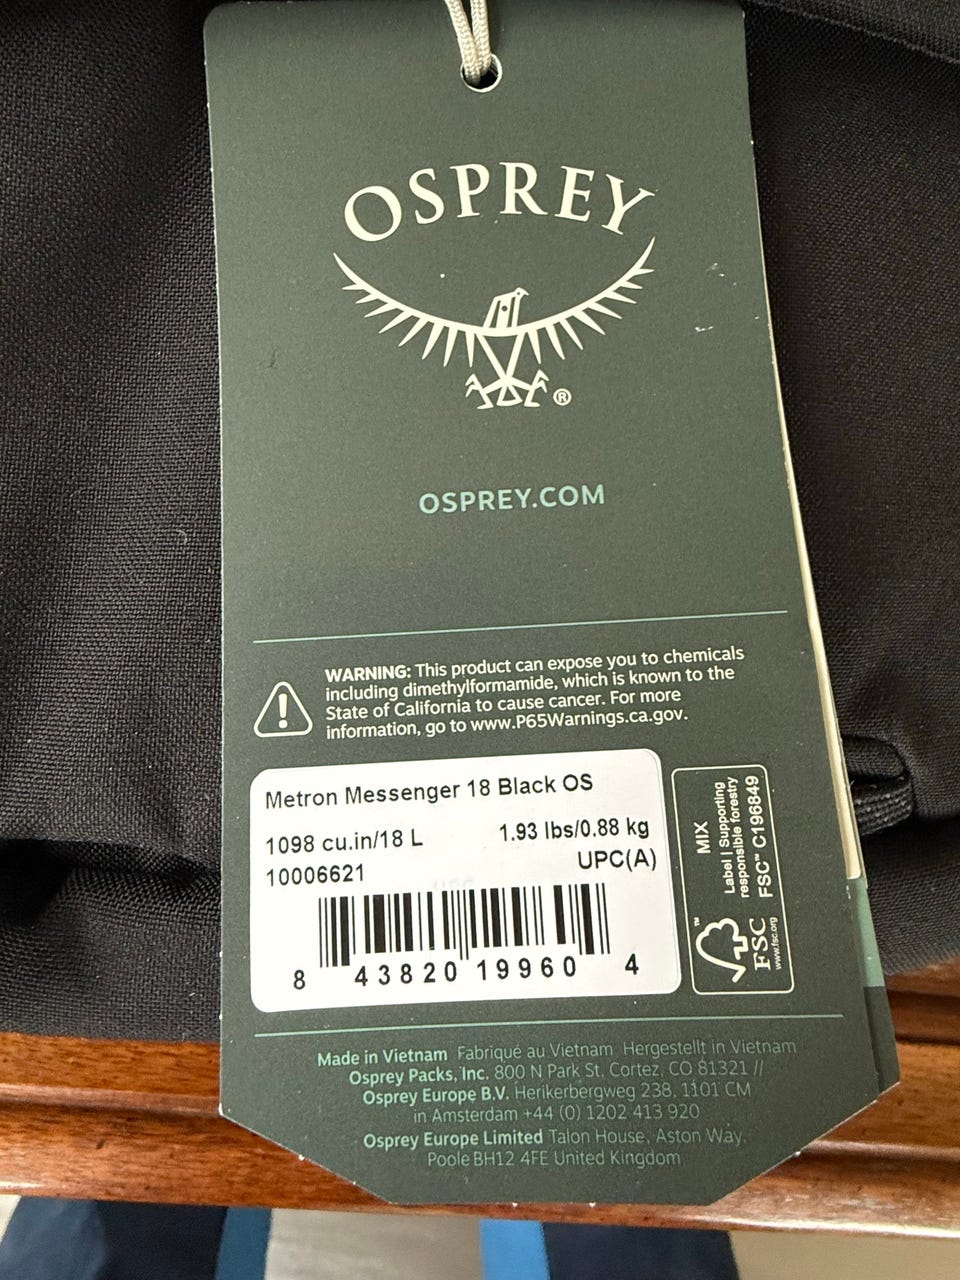 OSPREY
®
OSPREY.COM
WARNING: This product can expose you to chemicals
including dimethylformamide, which is known to the
State of California to cause cancer. For more
information, go to www.P65Warnings.ca.gov.
Metron Messenger 18 Black OS
1098 cu.in/18 L 1.93 lbs/0.88 kg
10006621 UPC(A)
8 43820 19960 4
MIX
Label | Supporting
responsible forestry
FSC™ C196849
™
FSC
www.fsc.org
Made in Vietnam Fabriqué au Vietnam Hergestellt in Vietnam
Osprey Packs, Inc. 800 N Park St, Cortez, CO 81321 //
Osprey Europe B.V. Herikerbergweg 238, 1101 CM
in Amsterdam +44 (0) 1202 413 920
Osprey Europe Limited Talon House, Aston Way,
Poole BH12 4FE United Kingdom